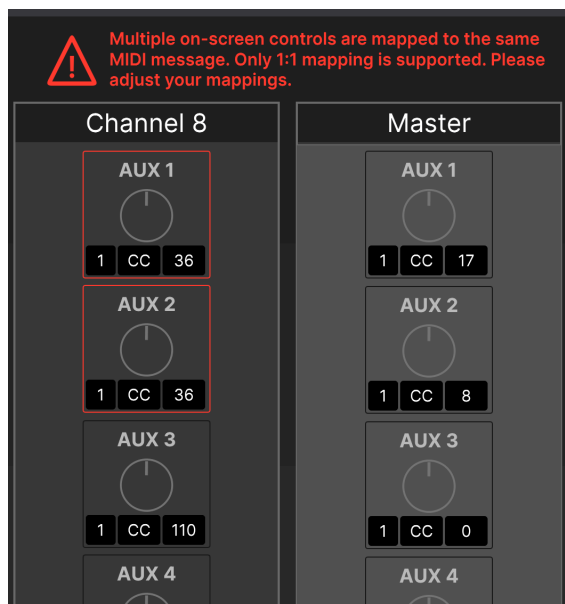 Multiple on-screen controls are mapped to the same
MIDI message. Only 1:1 mapping is supported. Please
adjust your mappings.
Channel 8
AUX 1
1 CC 36
AUX 2
1 CC 36
AUX 3
1 CC 110
AUX 4
Master
AUX 1
1 CC 17
AUX 2
1 CC 8
AUX 3
1 CC 0
AUX 4